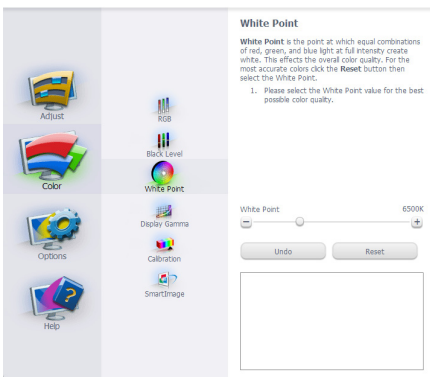 Adjust
Color
Options
Help
RGB
Black Level
White Point
Display Gamma
Calibration
SmartImage
White Point
White Point is the point at which equal combinations
of red, green, and blue light at full intensity create
white. This effects the overall color quality. For the
most accurate colors click the Reset button then
select the White Point.
1. Please select the White Point value for the best
possible color quality.
White Point 6500K
Undo Reset